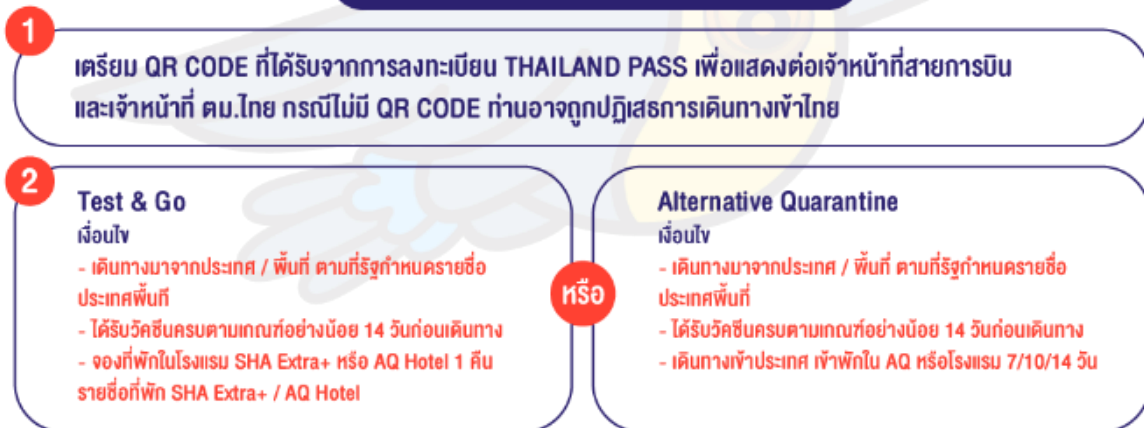 1
เตรียม QR CODE ที่ได้รับจากการลงทะเบียน THAILAND PASS เพื่อแสดงต่อเจ้าหน้าที่สายการบิน
และเจ้าหน้าที่ ตม.ไทย กรณีไม่มี QR CODE ท่านอาจถูกปฏิเสธการเดินทางเข้าไทย
2
Test & Go
เงื่อนไข
- เดินทางมาจากประเทศ / พื้นที่ ตามที่รัฐกำหนดรายชื่อ
ประเทศพื้นที
- ได้รับวัคซีนครบตามเกณฑ์อย่างน้อย 14 วันก่อนเดินทาง
- จองที่พักในโรงแรม SHA Extra+ หรือ AQ Hotel 1 คืน
รายชื่อที่พัก SHA Extra+ / AQ Hotel
หรือ
Alternative Quarantine
เงื่อนไข
- เดินทางมาจากประเทศ / พื้นที่ ตามที่รัฐกำหนดรายชื่อ
ประเทศพื้นที่
- ได้รับวัคซีนครบตามเกณฑ์อย่างน้อย 14 วันก่อนเดินทาง
- เดินทางเข้าประเทศ เข้าพักใน AQ หรือโรงแรม 7/10/14 วัน